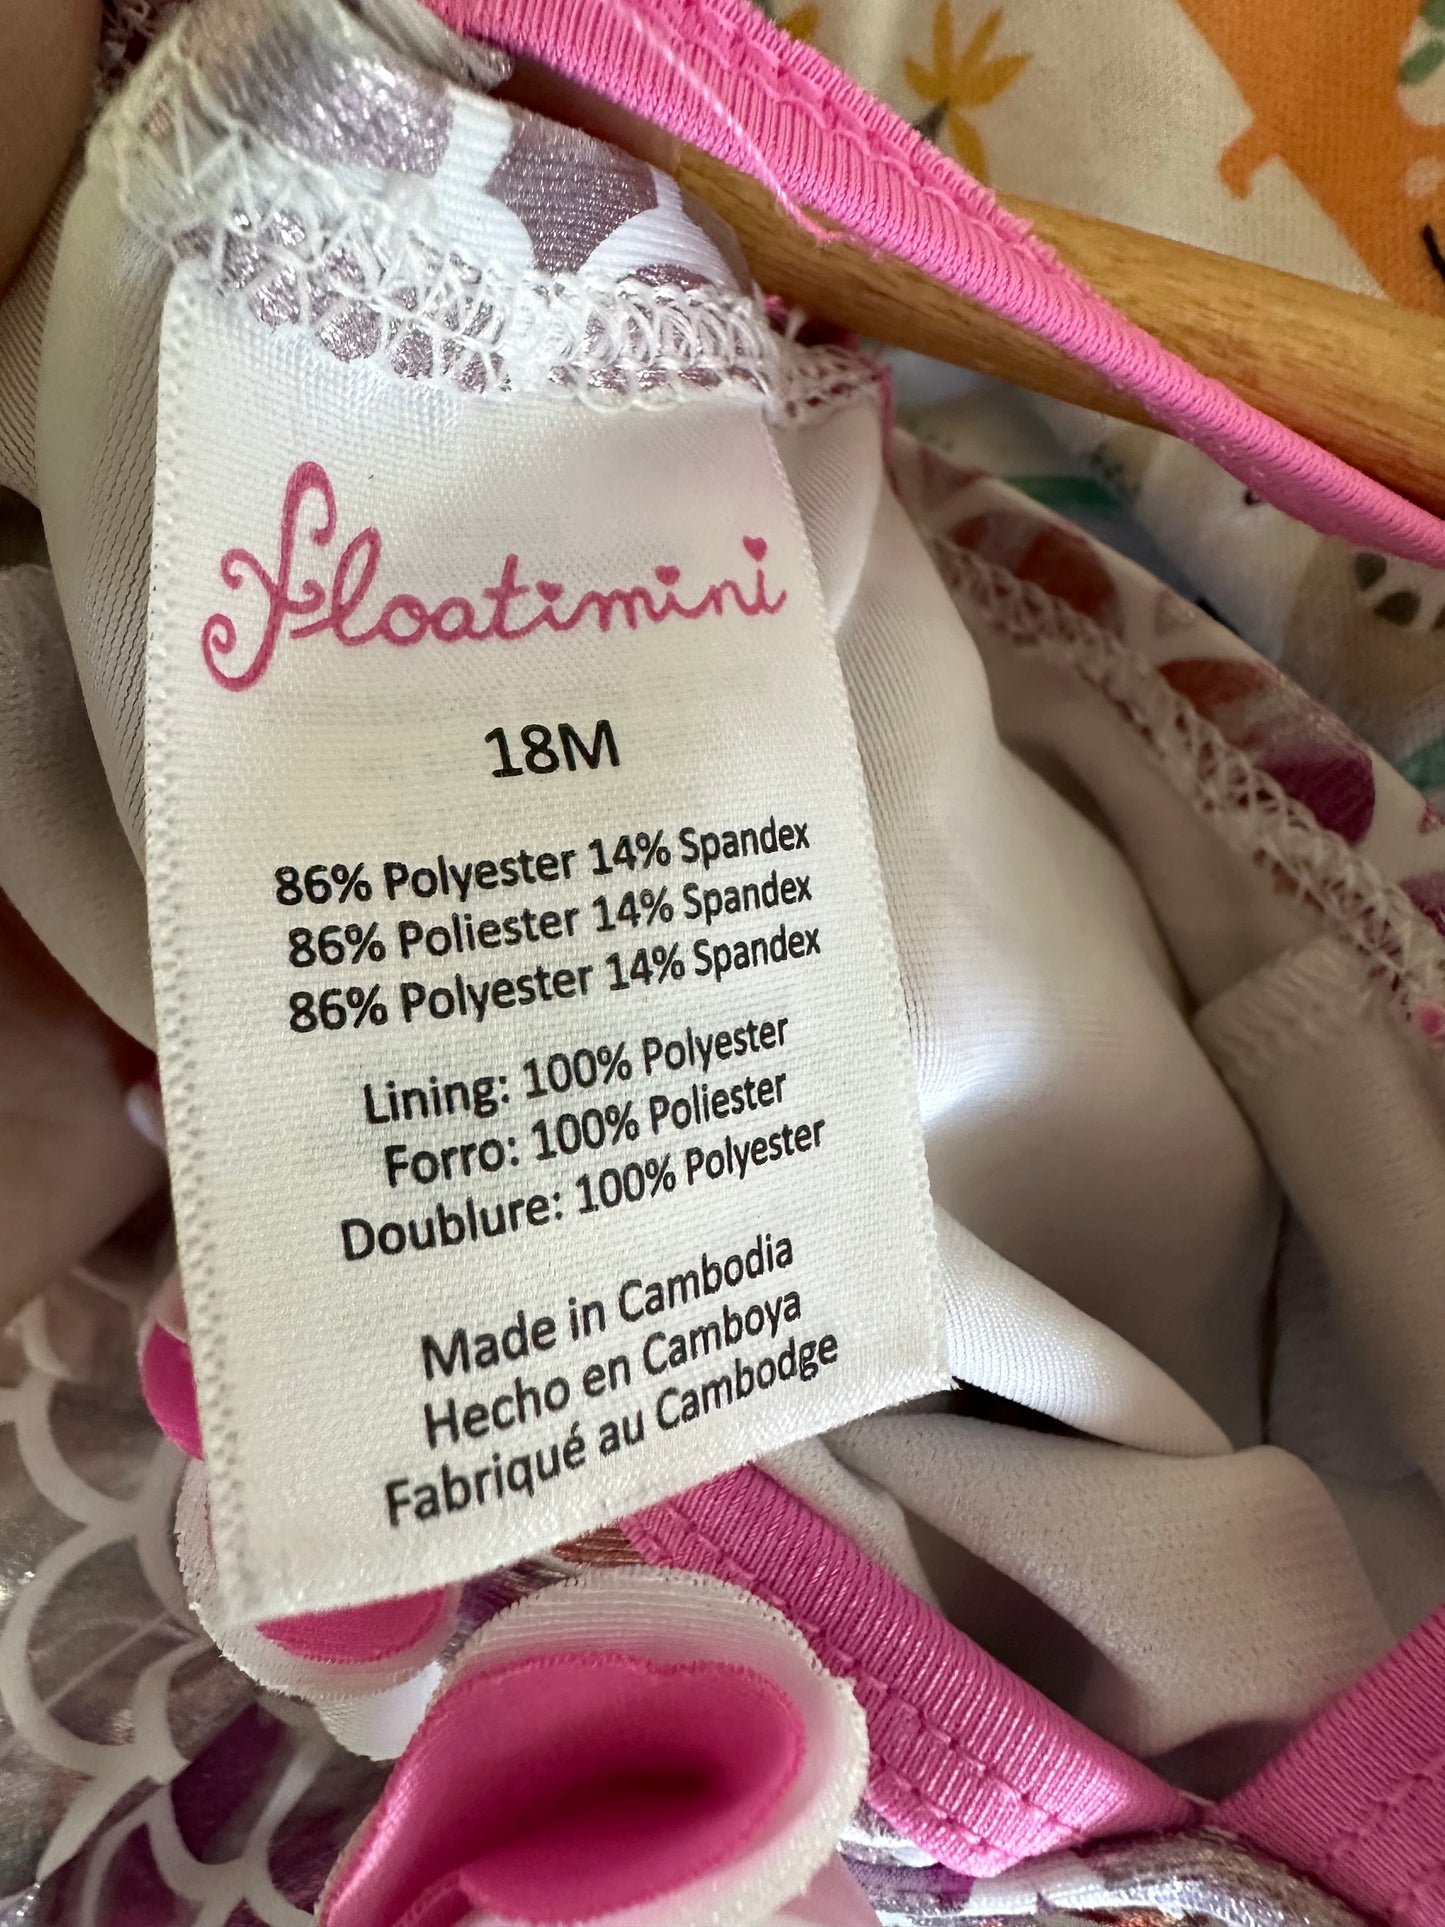 Floatimini
18M
86% Polyester 14% Spandex
86% Poliester 14% Spandex
86% Polyester 14% Spandex
Lining: 100% Polyester
Forro: 100% Poliester
Doublure: 100% Polyester
Made in Cambodia
Hecho en Camboya
Fabriqué au Cambodge